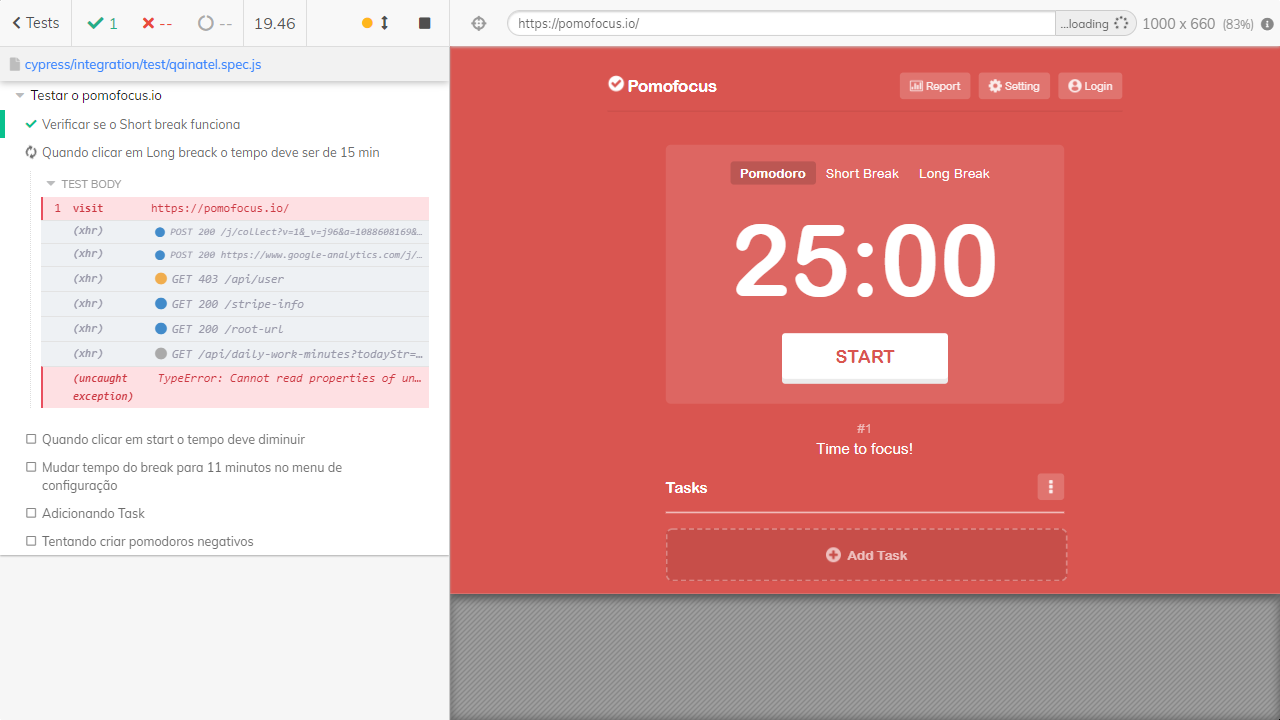 Tests
1
--
--
19.46
https://pomofocus.io/
...loading
1000 x 660 (83%)
cypress/integration/test/qainatel.spec.js
Testar o pomofocus.io
Verificar se o Short break funciona
Quando clicar em Long breack o tempo deve ser de 15 min
TEST BODY
1 visit https://pomofocus.io/
(xhr) POST 200 /j/collect?v=1&_v=j96&a=1088608169&...
(xhr) POST 200 https://www.google-analytics.com/j/...
(xhr) GET 403 /api/user
(xhr) GET 200 /stripe-info
(xhr) GET 200 /root-url
(xhr) GET /api/daily-work-minutes?todayStr=...
(uncaught exception) TypeError: Cannot read properties of un...
Quando clicar em start o tempo deve diminuir
Mudar tempo do break para 11 minutos no menu de
configuração
Adicionando Task
Tentando criar pomodoros negativos
Pomofocus
Report
Setting
Login
Pomodoro
Short Break
Long Break
25:00
START
#1
Time to focus!
Tasks
Add Task